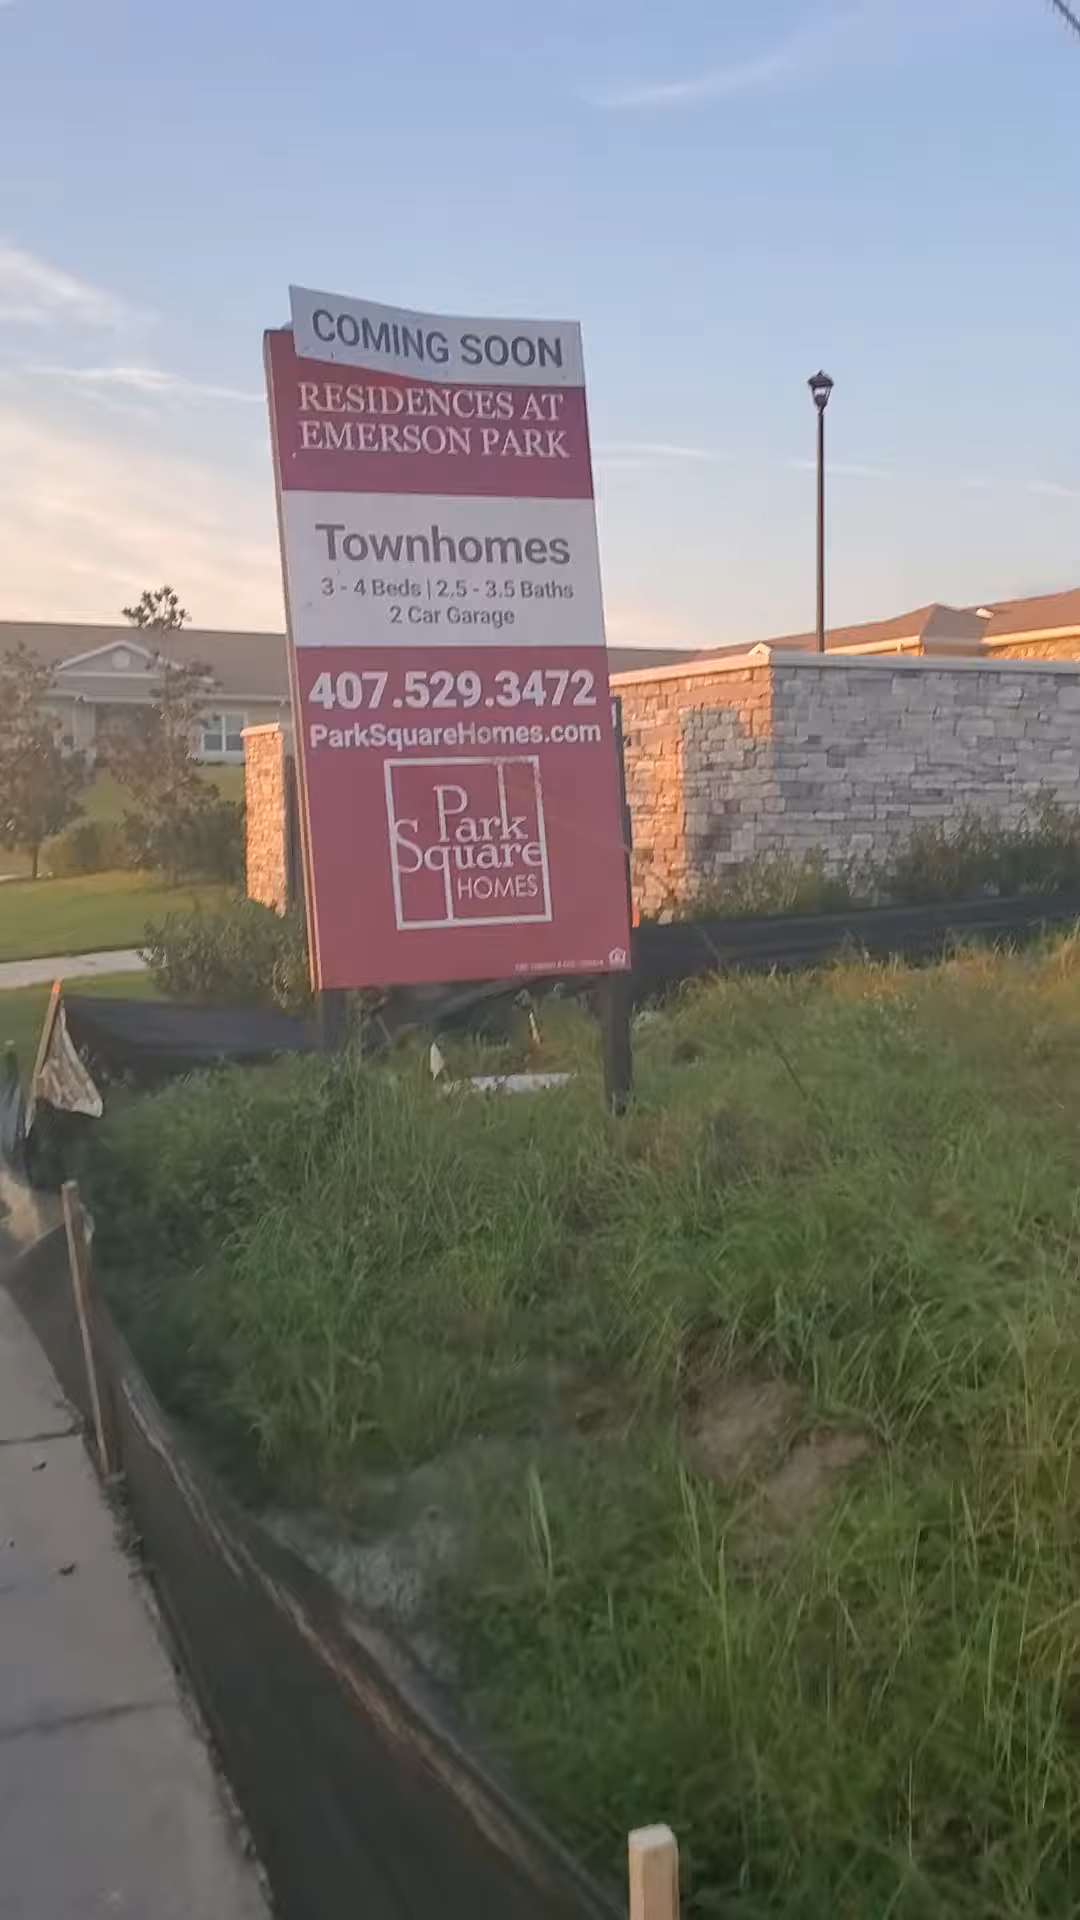 COMING SOON
RESIDENCES AT
EMERSON PARK
Townhomes
3 - 4 Beds | 2.5 - 3.5 Baths
2 Car Garage
407.529.3472
ParkSquareHomes.com
Park
Square
HOMES